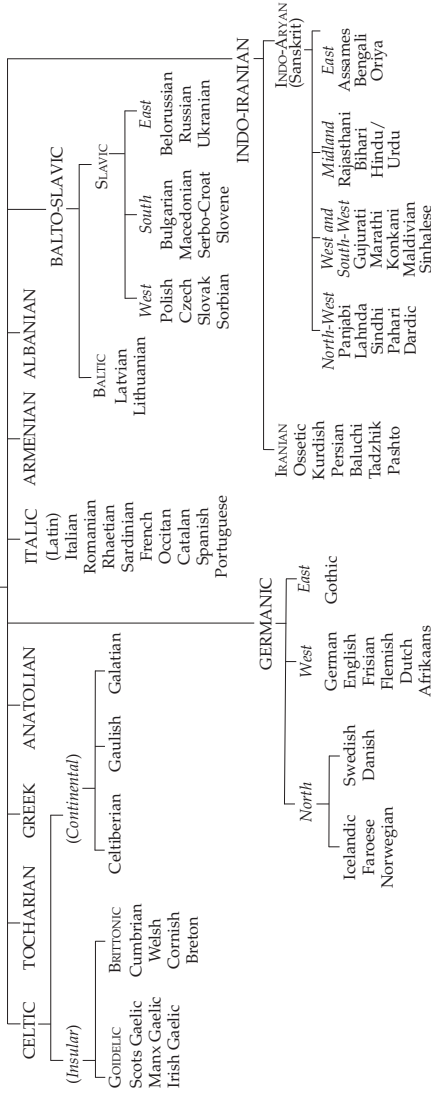 CELTIC TOCHARIAN GREEK ANATOLIAN ITALIC ARMENIAN ALBANIAN BALTO-SLAVIC
(Insular)
GOIDELIC
Scots Gaelic
Manx Gaelic
Irish Gaelic
BRITTONIC
Cumbrian
Welsh
Cornish
Breton
(Continental)
Celtiberian Gaulish Galatian
(Latin)
Italian
Romanian
Rhaetian
Sardinian
French
Occitan
Catalan
Spanish
Portuguese
BALTIC
Latvian
Lithuanian
SLAVIC
West
Polish
Czech
Slovak
Sorbian
South
Bulgarian
Macedonian
Serbo-Croat
Slovene
East
Belorussian
Russian
Ukranian
GERMANIC
North
Icelandic
Faroese
Norwegian
Swedish
Danish
West
German
English
Frisian
Flemish
Dutch
Afrikaans
East
Gothic
INDO-IRANIAN
IRANIAN
Ossetic
Kurdish
Persian
Baluchi
Tadzhik
Pashto
INDO-ARYAN
(Sanskrit)
North-West
Panjabi
Lahnda
Sindhi
Pahari
Dardic
West and
South-West
Gujurati
Marathi
Konkani
Maldivian
Sinhalese
Midland
Rajasthani
Bihari
Hindu/
Urdu
East
Assames
Bengali
Oriya